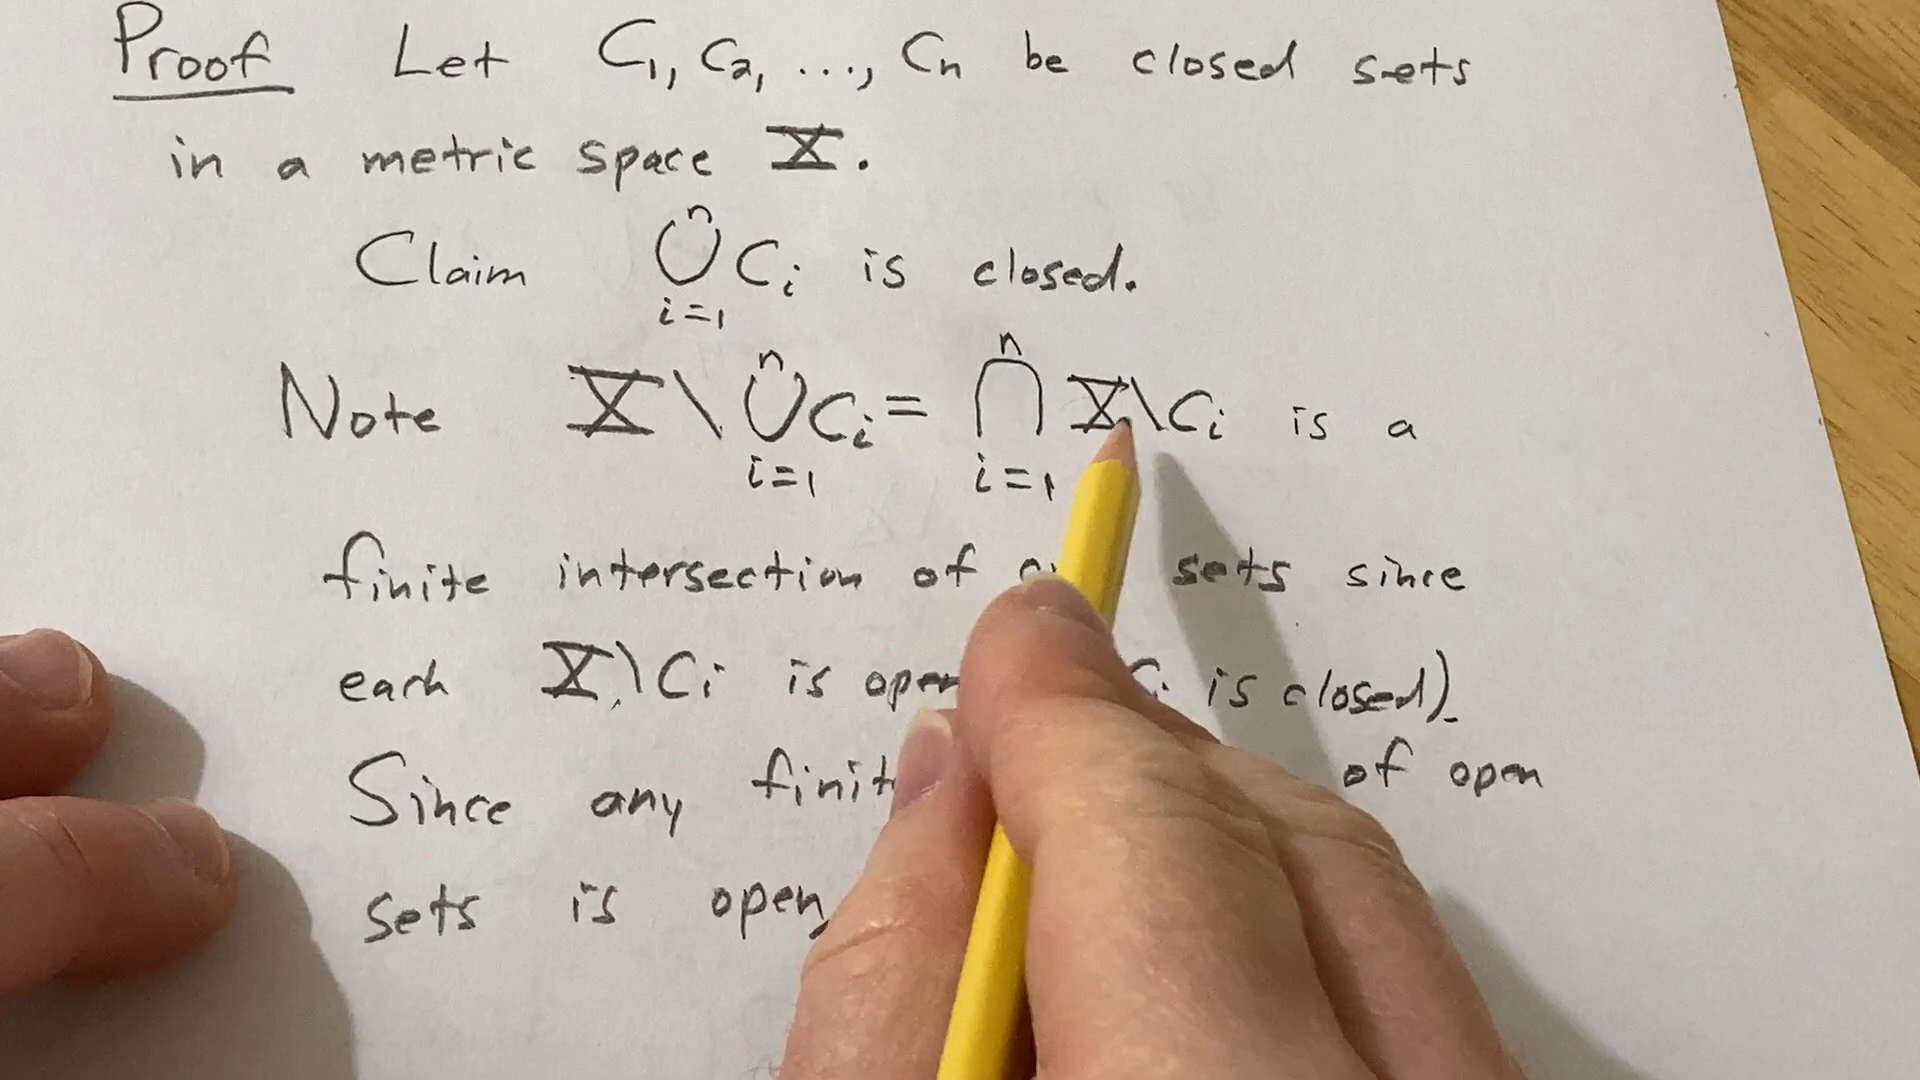 Proof Let C₁, C₂, ..., Cn be closed sets
in a metric space X.
Claim ⋃ᵢ₌₁ⁿ Cᵢ is closed.
Note X\⋃ᵢ₌₁ⁿ Cᵢ = ⋂ᵢ₌₁ⁿ X\Cᵢ is a
finite intersection of sets since
each X\Cᵢ is open Cᵢ is closed).
Since any of open
sets is open,